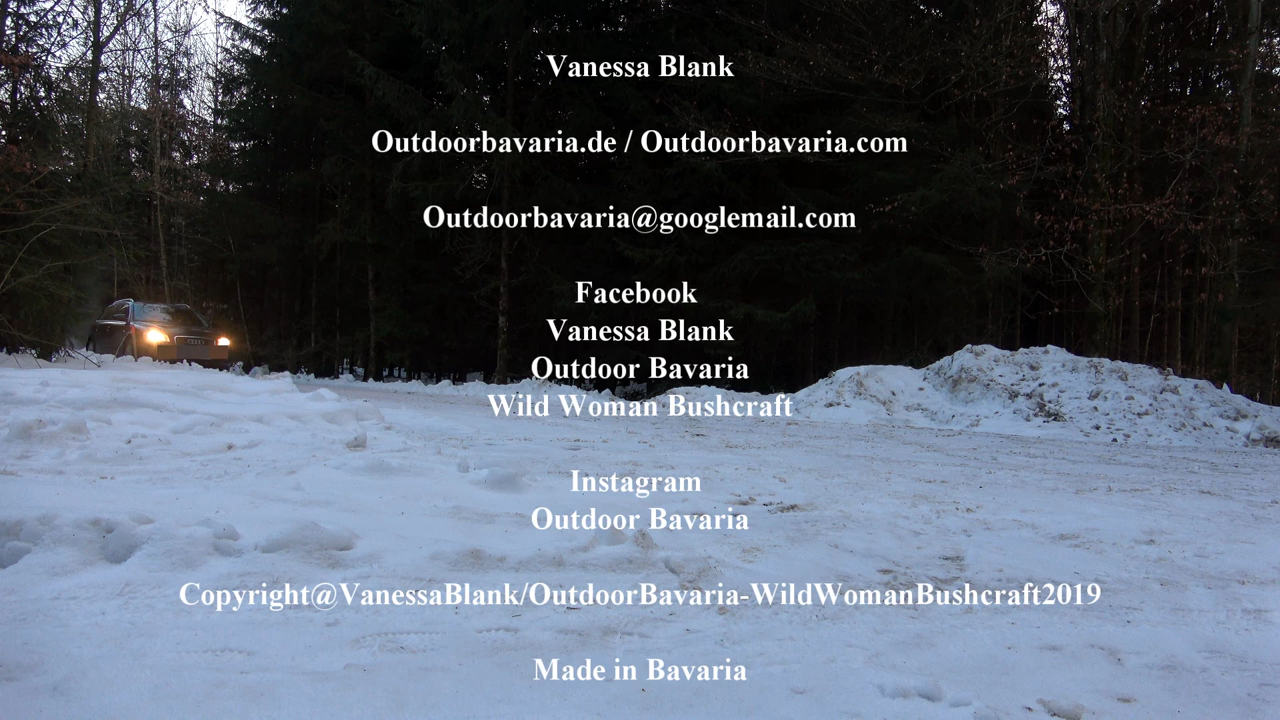 Vanessa Blank
Outdoorbavaria.de / Outdoorbavaria.com
Outdoorbavaria@googlemail.com
Facebook
Vanessa Blank
Outdoor Bavaria
Wild Woman Bushcraft
Instagram
Outdoor Bavaria
Copyright@VanessaBlank/OutdoorBavaria-WildWomanBushcraft2019
Made in Bavaria